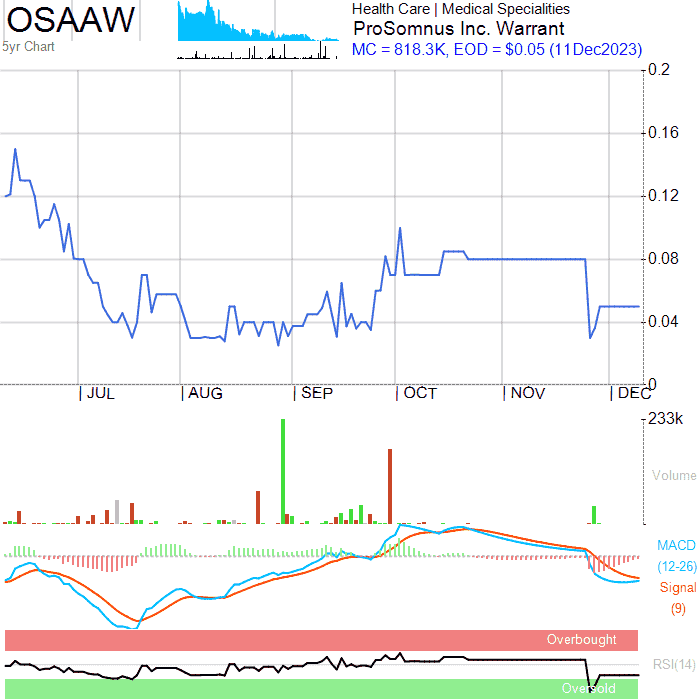 OSAAW
5yr Chart
Health Care | Medical Specialities
ProSomnus Inc. Warrant
MC = 818.3K, EOD = $0.05 (11Dec2023)
0.2
0.16
0.12
0.08
0.04
0
| JUL | AUG | SEP | OCT | NOV | DEC
233k
Volume
MACD
(12-26)
Signal
(9)
Overbought
RSI(14)
Oversold